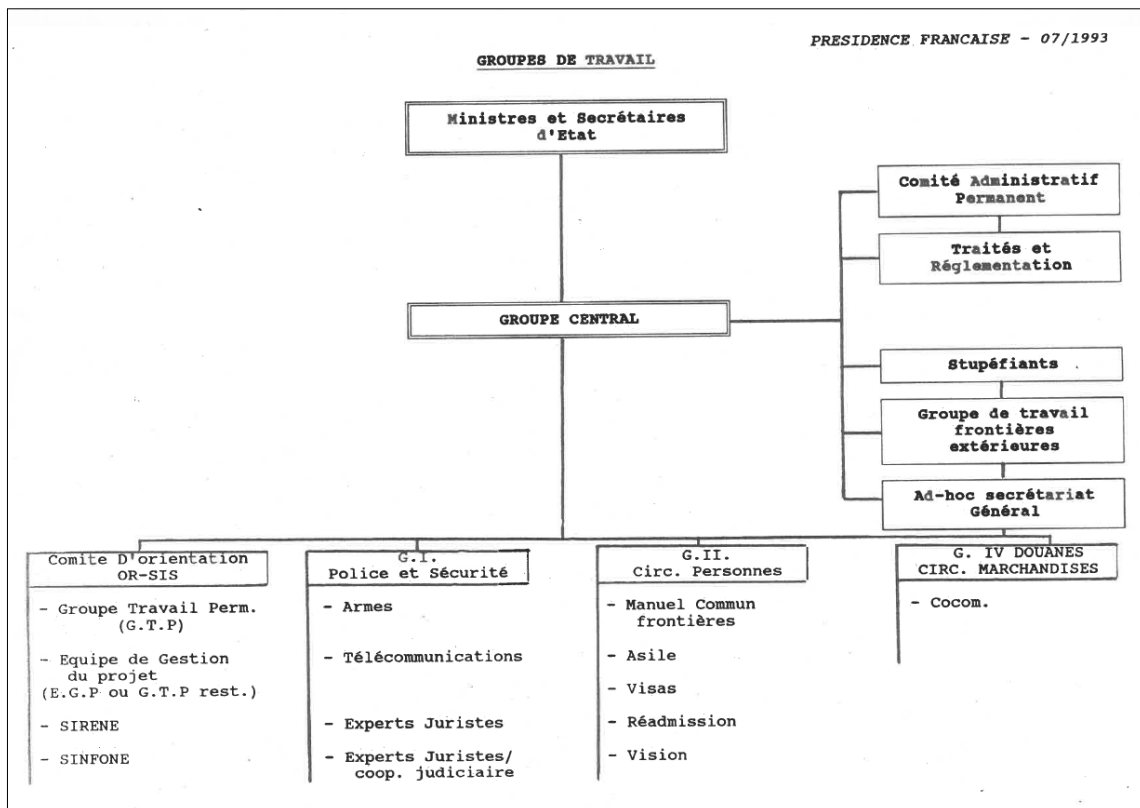 PRESIDENCE FRANCAISE - 07/1993
GROUPES DE TRAVAIL
Ministres et Secrétaires
d'Etat
Comité Administratif
Permanent
Traités et
Réglementation
GROUPE CENTRAL
Stupéfiants
Groupe de travail
frontières
extérieures
Ad-hoc secrétariat
Général
Comite D'orientation
OR-SIS
- Groupe Travail Perm.
(G.T.P)
- Equipe de Gestion
du projet
(E.G.P ou G.T.P rest.)
- SIRENE
- SINFONE
G.I.
Police et Sécurité
- Armes
- Télécommunications
- Experts Juristes
- Experts Juristes/
coop. judiciaire
G.II.
Circ. Personnes
- Manuel Commun
frontières
- Asile
- Visas
- Réadmission
- Vision
G. IV DOUANES
CIRC. MARCHANDISES
- Cocom.